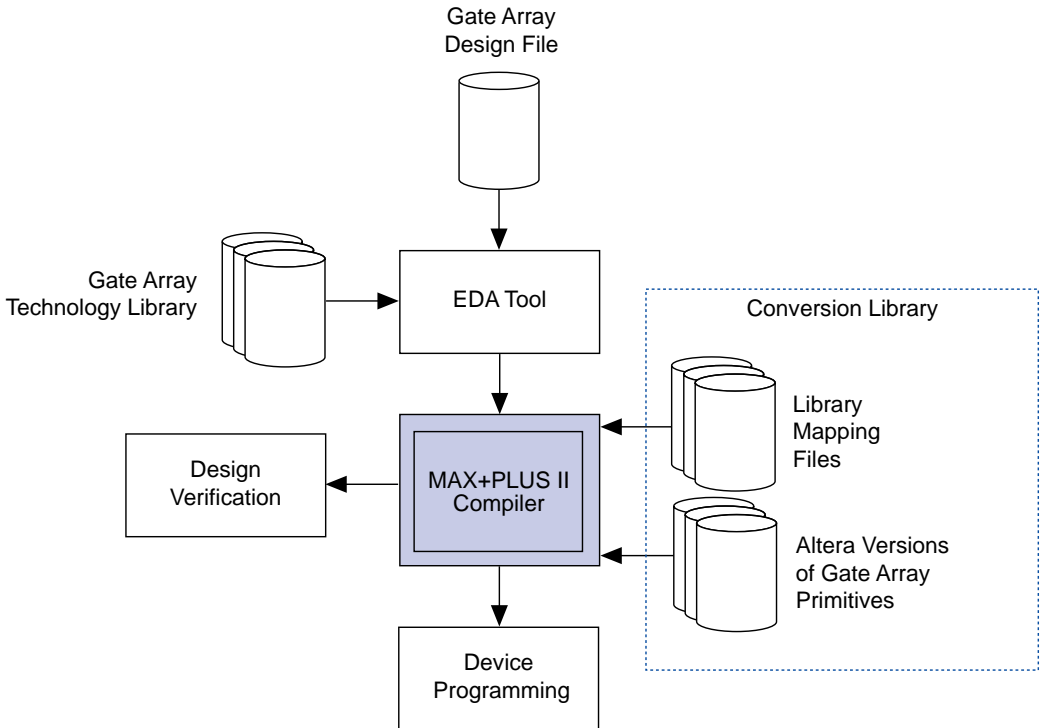 Gate Array
Design File
Gate Array
Technology Library
EDA Tool
Conversion Library
Library
Mapping
Files
Design
Verification
MAX+PLUS II
Compiler
Altera Versions
of Gate Array
Primitives
Device
Programming